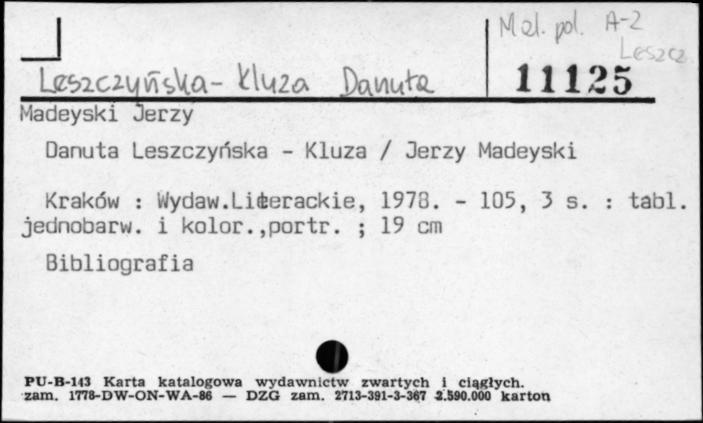 Mal. pol. A-2
Leszcz.
Leszczyńska-Kluza Danuta
11125
Madeyski Jerzy
Danuta Leszczyńska - Kluza / Jerzy Madeyski
Kraków : Wydaw.Literackie, 1978. - 105, 3 s. : tabl.
jednobarw. i kolor.,portr. ; 19 cm
Bibliografia
PU-B-143 Karta katalogowa wydawnictw zwartych i ciągłych.
zam. 1778-DW-ON-WA-86 — DZG zam. 2713-391-3-367 2.590.000 karton